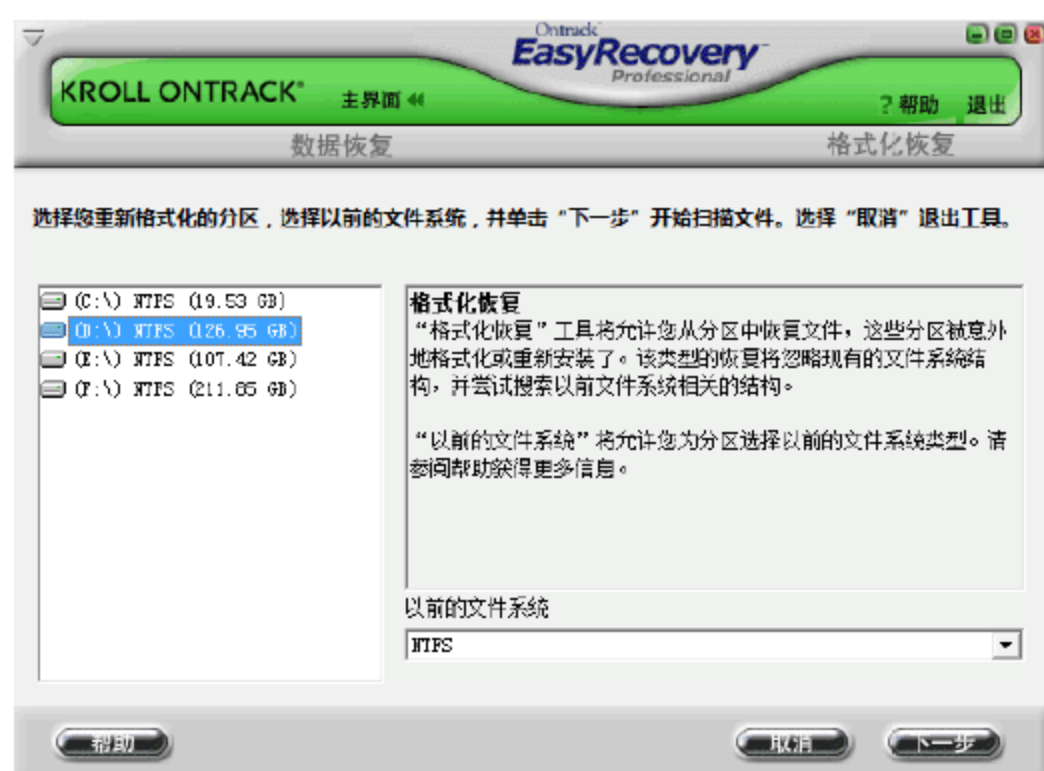 Ontrack
EasyRecovery
Professional
KROLL ONTRACK
主界面
?帮助 退出
数据恢复
格式化恢复
选择您重新格式化的分区，选择以前的文件系统，并单击“下一步”开始扫描文件。选择“取消”退出工具。
(C:\) NTFS (19.53 GB)
(D:\) NTFS (126.95 GB)
(E:\) NTFS (107.42 GB)
(F:\) NTFS (211.85 GB)
格式化恢复
“格式化恢复”工具将允许您从分区中恢复文件，这些分区被意外
地格式化或重新安装了。该类型的恢复将忽略现有的文件系统结
构，并尝试搜索以前文件系统相关的结构。
“以前的文件系统”将允许您为分区选择以前的文件系统类型。请
参阅帮助获得更多信息。
以前的文件系统
NTFS
帮助
取消
下一步